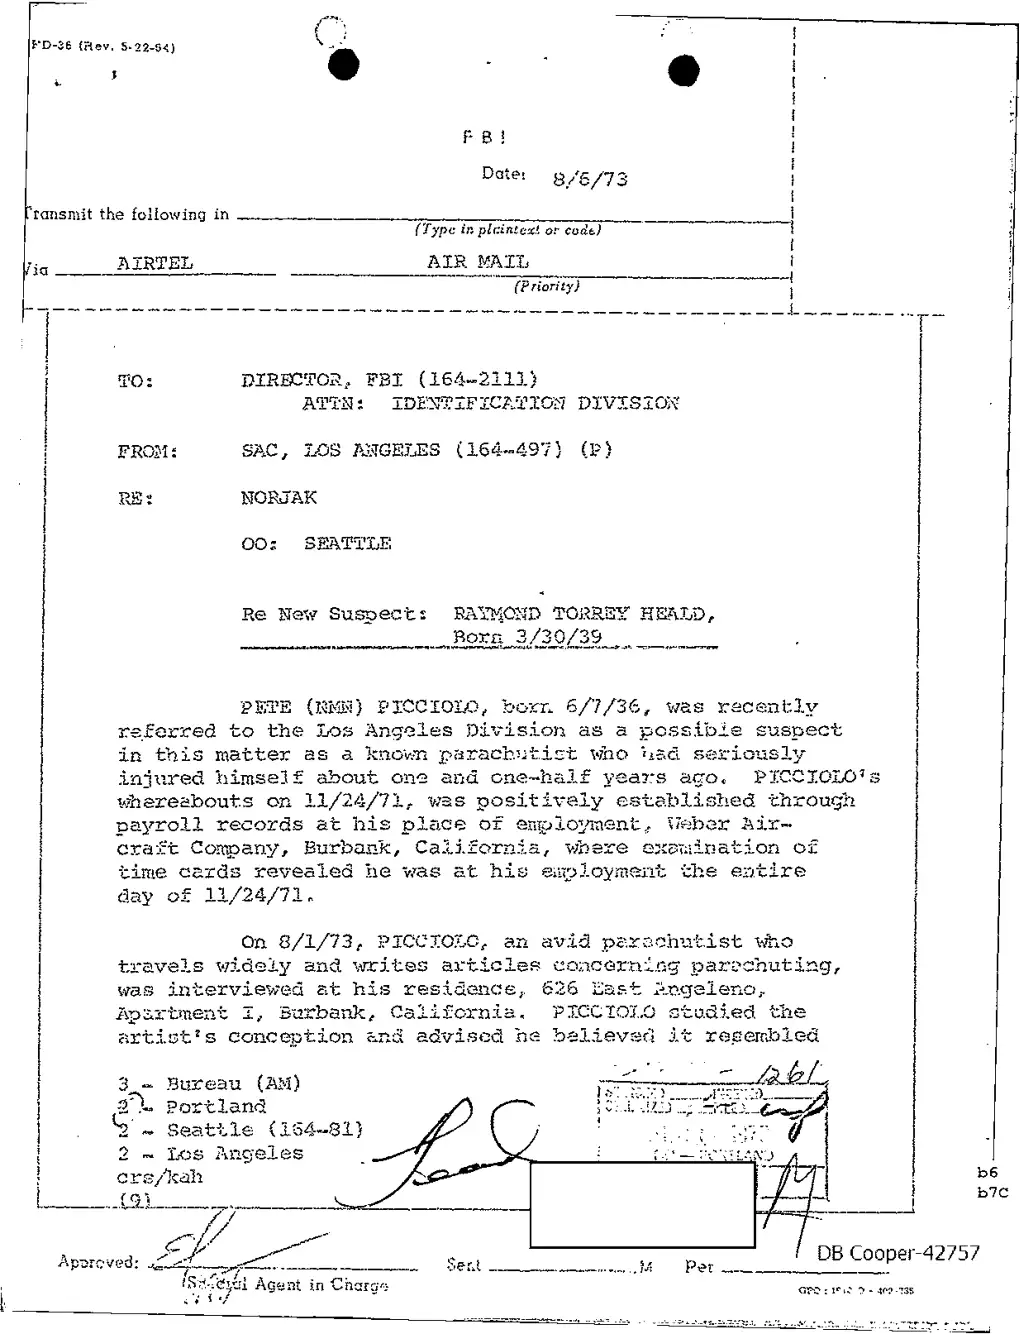 FD-36 (Rev. 5-22-64)
F B I
Date: 8/6/73
Transmit the following in
(Type in plaintext or code)
Via AIRTEL AIR MAIL
(Priority)
TO: DIRECTOR, FBI (164-2111)
ATTN: IDENTIFICATION DIVISION
FROM: SAC, LOS ANGELES (164-497) (P)
RE: NORJAK
OO: SEATTLE
Re New Suspect: RAYMOND TORREY HEALD,
Born 3/30/39
PETE (NMN) PICCIOLO, born 6/7/36, was recently
referred to the Los Angeles Division as a possible suspect
in this matter as a known parachutist who had seriously
injured himself about one and one-half years ago. PICCIOLO's
whereabouts on 11/24/71, was positively established through
payroll records at his place of employment, Weber Air-
craft Company, Burbank, California, where examination of
time cards revealed he was at his employment the entire
day of 11/24/71.
On 8/1/73, PICCIOLO, an avid parachutist who
travels widely and writes articles concerning parachuting,
was interviewed at his residence, 626 East Angeleno,
Apartment I, Burbank, California. PICCIOLO studied the
artist's conception and advised he believed it resembled
3 - Bureau (AM)
2 - Portland
2 - Seattle (164-81)
2 - Los Angeles
crs/kah
(9)
1261
PORTLAND
b6
b7C
Approved: Sent M Per
Special Agent in Charge
DB Cooper-42757